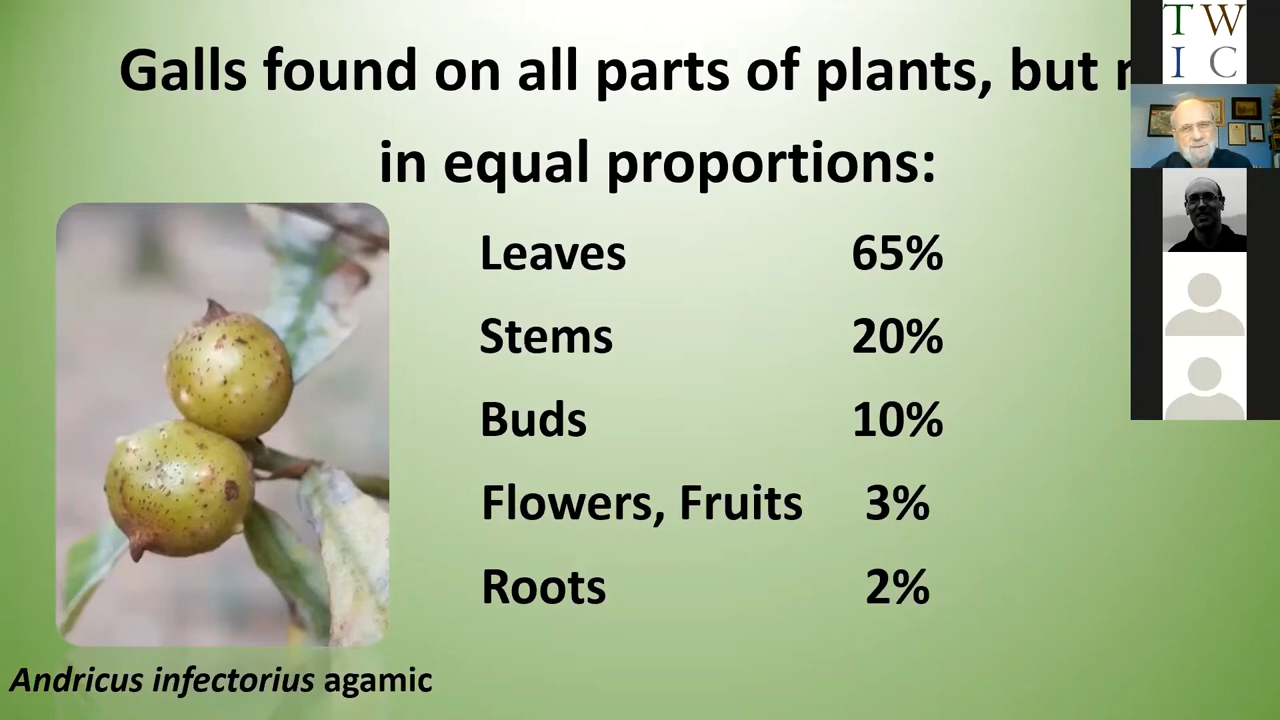 Galls found on all parts of plants, but
in equal proportions:
Leaves 65%
Stems 20%
Buds 10%
Flowers, Fruits 3%
Roots 2%
Andricus infectorius agamic
T W
I C